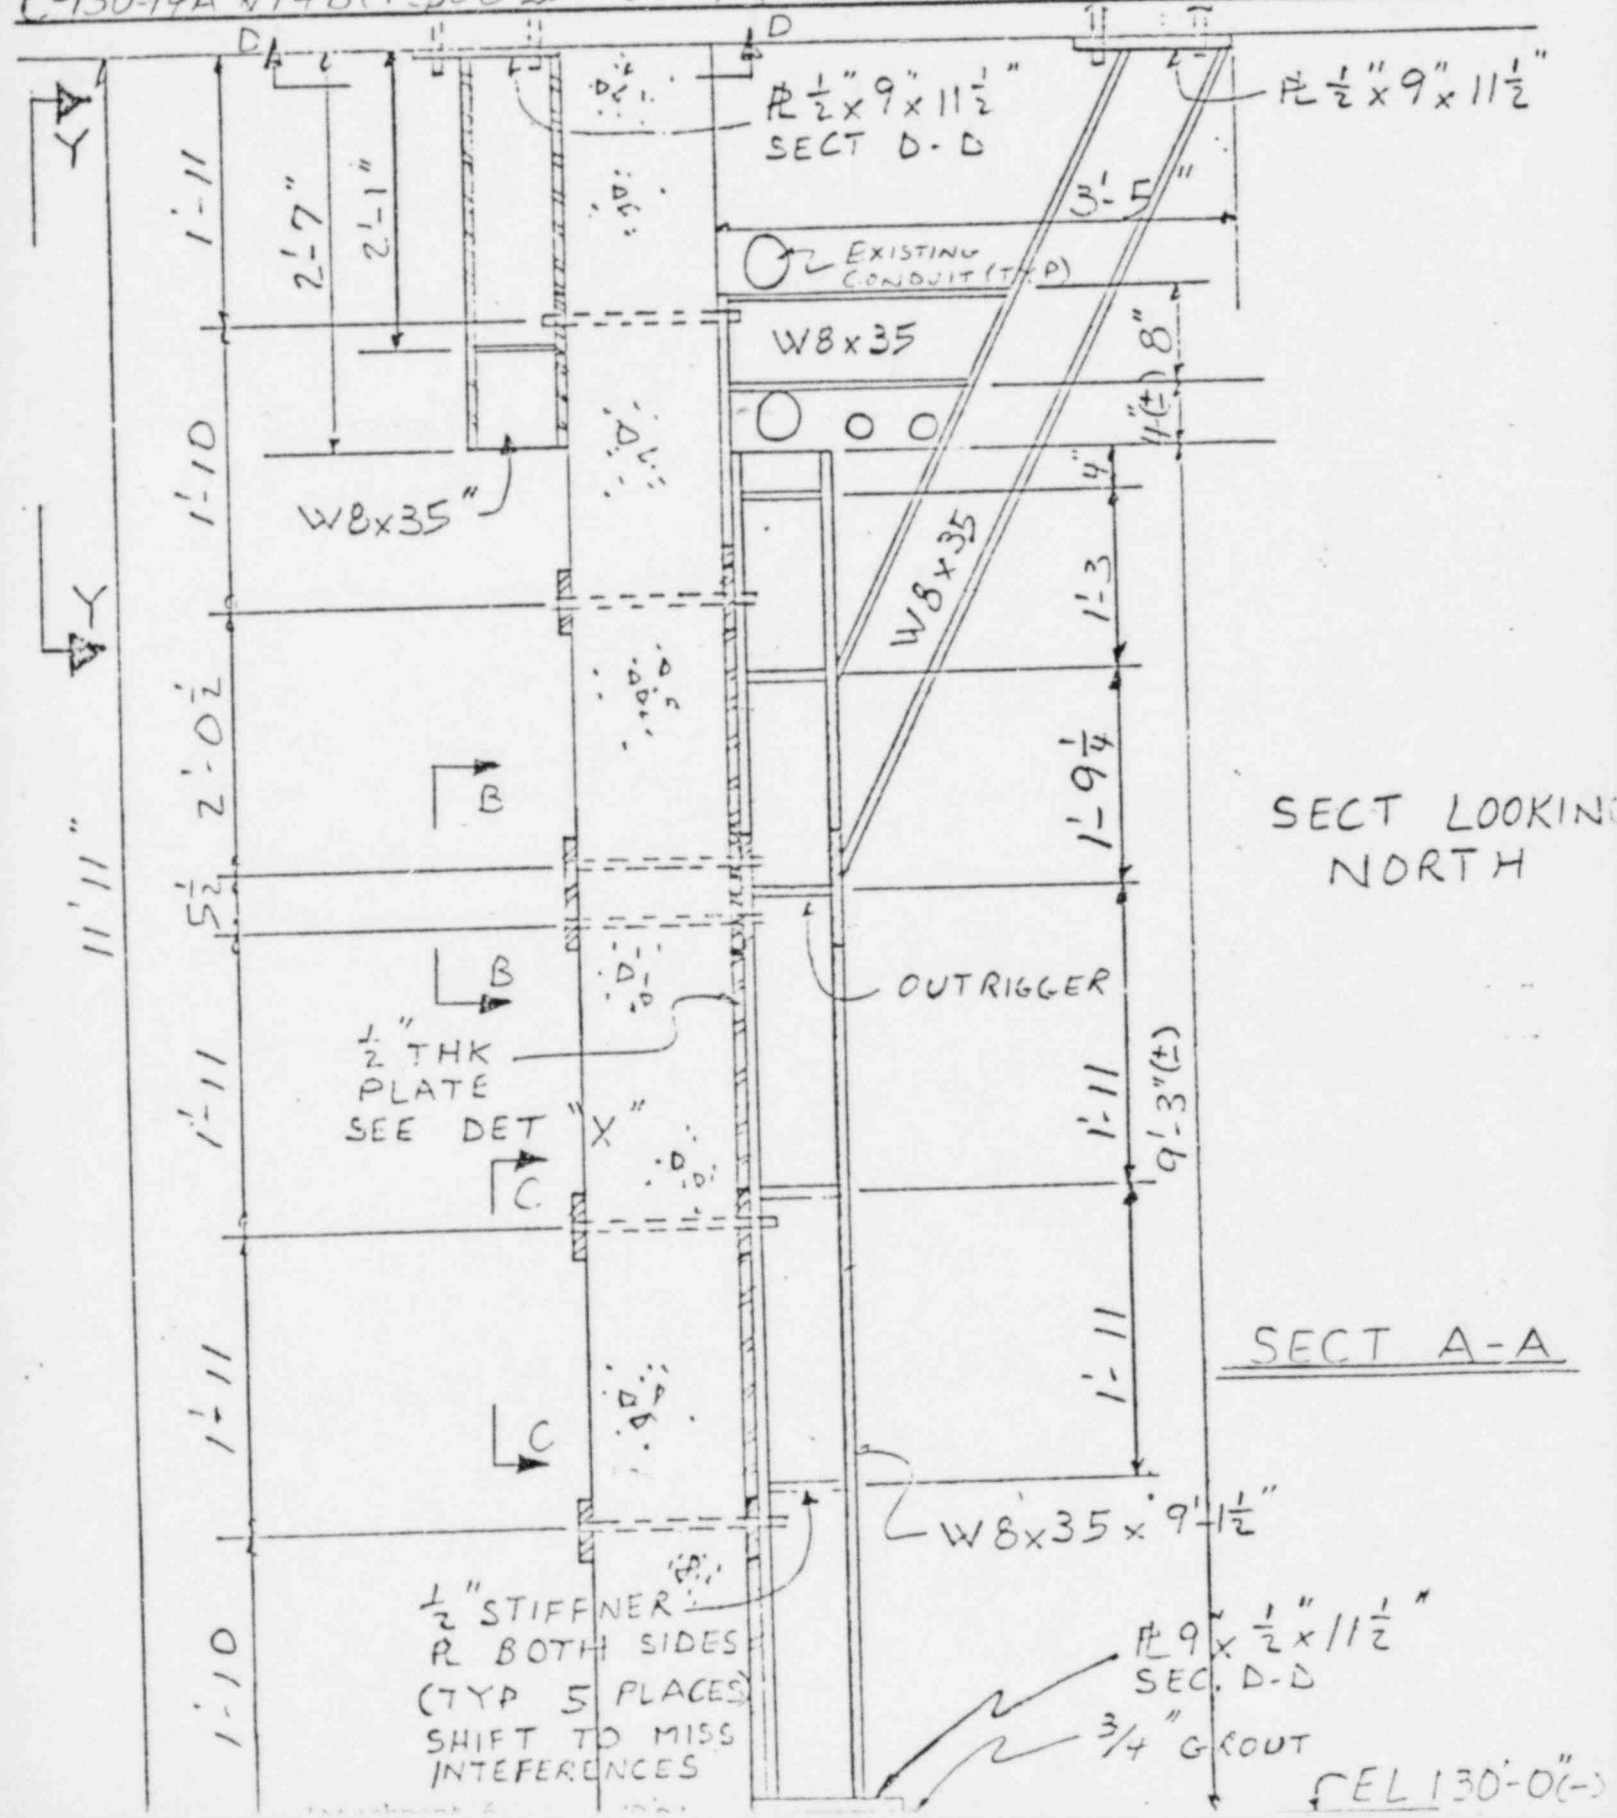 D
D
PL 1/2" x 9" x 11 1/2"
SECT D-D
PL 1/2" x 9" x 11 1/2"
Y
1'-11
2'-7"
2'-1"
3'-5"
EXISTING
CONDUIT (TYP)
W8x35
8"
4"(±)
1'-10
W8x35"
4"
W8x35
1'-3
Y
2'-0 1/2
B
1'-9 1/4
SECT LOOKING
NORTH
11'11"
5 1/2
B
OUTRIGGER
1/2" THK
PLATE
SEE DET "X"
1'-11
1'-11
9'-3"(±)
C
1'-11
1'-11
SECT A-A
C
W8x35x 9'-1 1/2"
1/2" STIFFNER
PL BOTH SIDES
(TYP 5 PLACES)
SHIFT TO MISS
INTEFERENCES
1'-10
PL 9" x 1/2" x 11 1/2"
SEC. D-D
3/4" GROUT
EL 130'-0"(-)